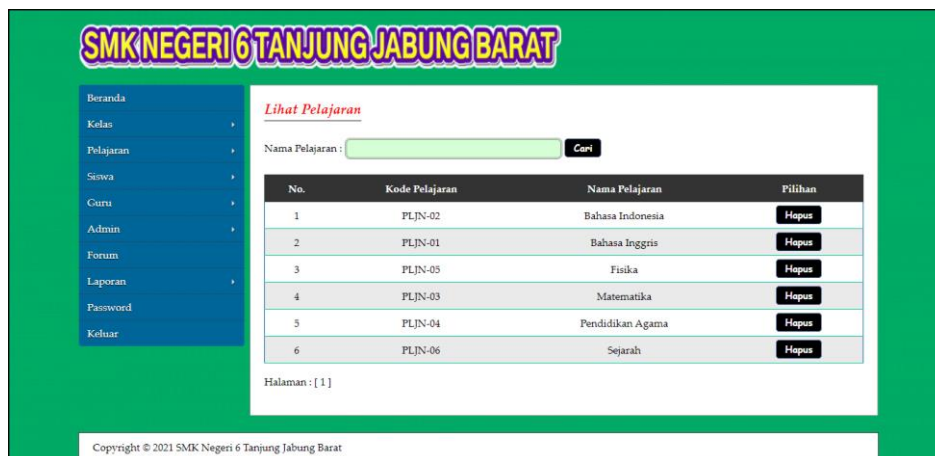 SMK NEGERI 6 TANJUNG JABUNG BARAT
Beranda
Kelas
Pelajaran
Siswa
Guru
Admin
Forum
Laporan
Password
Keluar
Lihat Pelajaran
Nama Pelajaran : Cari
No. Kode Pelajaran Nama Pelajaran Pilihan
1 PLJN-02 Bahasa Indonesia Hapus
2 PLJN-01 Bahasa Inggris Hapus
3 PLJN-05 Fisika Hapus
4 PLJN-03 Matematika Hapus
5 PLJN-04 Pendidikan Agama Hapus
6 PLJN-06 Sejarah Hapus
Halaman : [ 1 ]
Copyright © 2021 SMK Negeri 6 Tanjung Jabung Barat